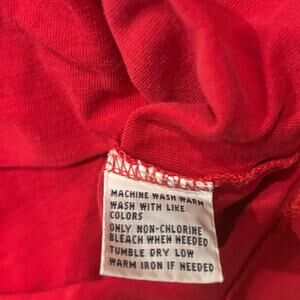 MACHINE WASH WARM
WASH WITH LIKE
COLORS
ONLY NON-CHLORINE
BLEACH WHEN NEEDED
TUMBLE DRY LOW
WARM IRON IF NEEDED